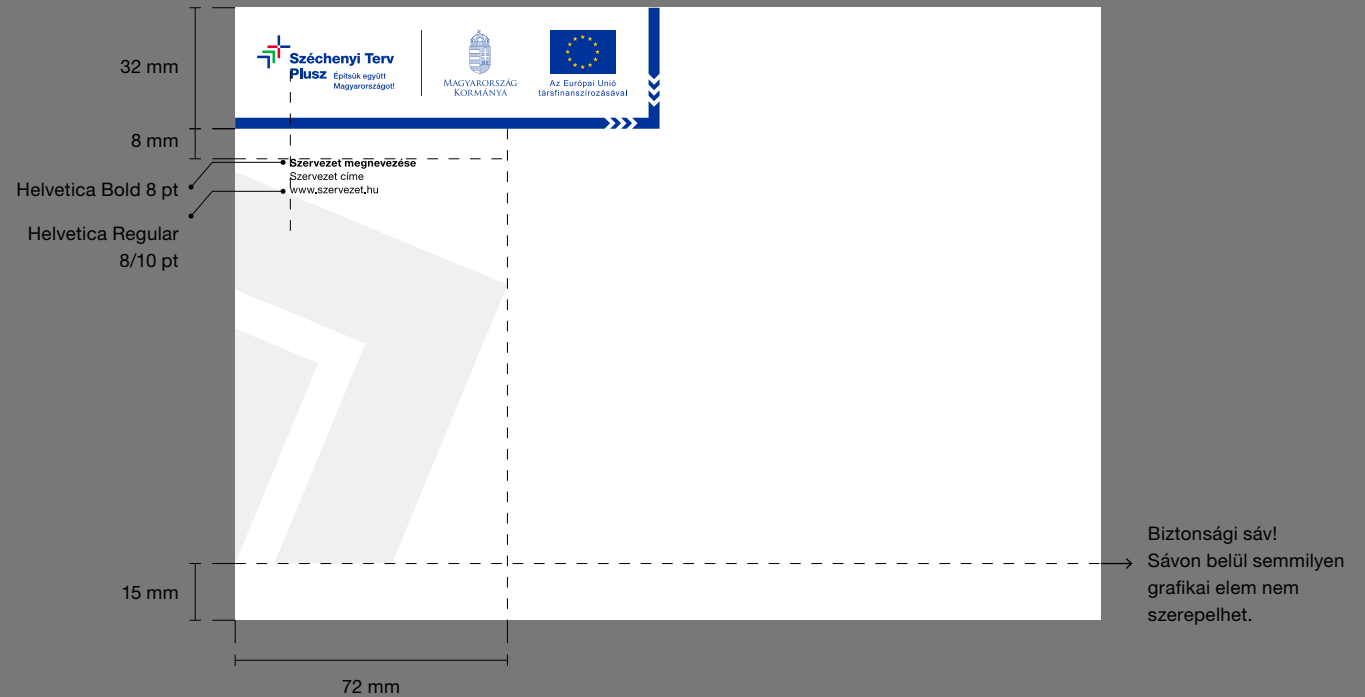 32 mm
8 mm
Helvetica Bold 8 pt
Helvetica Regular
8/10 pt
15 mm
72 mm
Széchenyi Terv
Plusz
Építsük együtt
Magyarországot!
MAGYARORSZÁG
KORMÁNYA
Az Európai Unió
társfinanszírozásával
Szervezet megnevezése
Szervezet címe
www.szervezet.hu
Biztonsági sáv!
Sávon belül semmilyen
grafikai elem nem
szerepelhet.